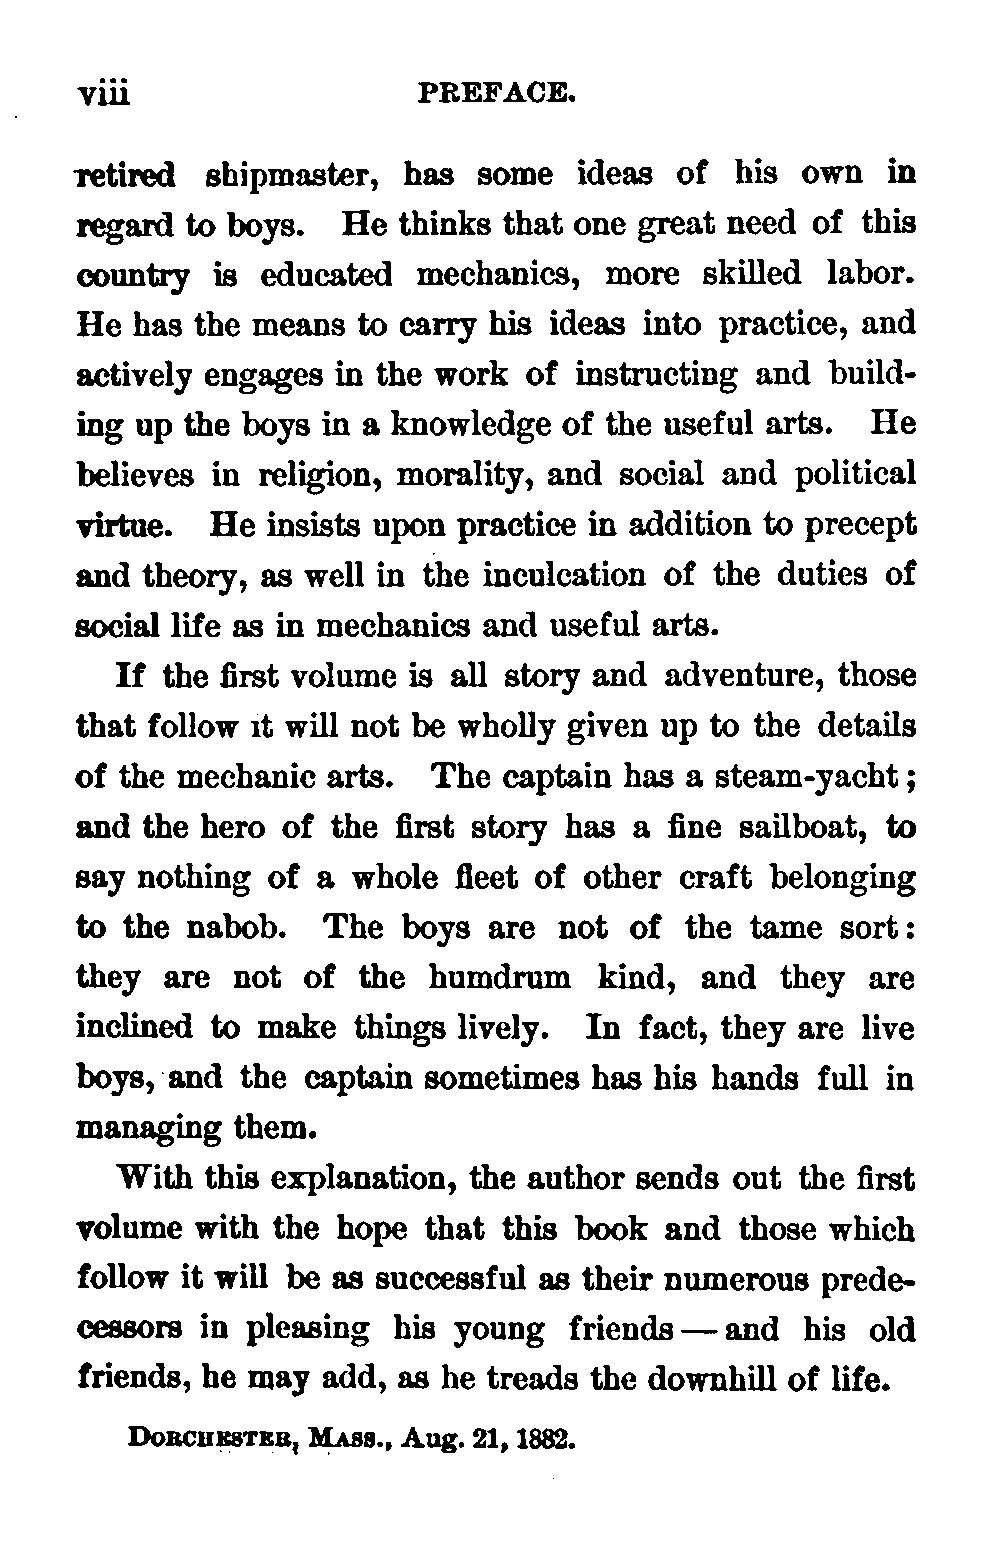 viii PREFACE.
retired shipmaster, has some ideas of his own in
regard to boys. He thinks that one great need of this
country is educated mechanics, more skilled labor.
He has the means to carry his ideas into practice, and
actively engages in the work of instructing and build-
ing up the boys in a knowledge of the useful arts. He
believes in religion, morality, and social and political
virtue. He insists upon practice in addition to precept
and theory, as well in the inculcation of the duties of
social life as in mechanics and useful arts.
If the first volume is all story and adventure, those
that follow it will not be wholly given up to the details
of the mechanic arts. The captain has a steam-yacht;
and the hero of the first story has a fine sailboat, to
say nothing of a whole fleet of other craft belonging
to the nabob. The boys are not of the tame sort:
they are not of the humdrum kind, and they are
inclined to make things lively. In fact, they are live
boys, and the captain sometimes has his hands full in
managing them.
With this explanation, the author sends out the first
volume with the hope that this book and those which
follow it will be as successful as their numerous prede-
cessors in pleasing his young friends — and his old
friends, he may add, as he treads the downhill of life.
DORCHESTER, MASS., Aug. 21, 1882.